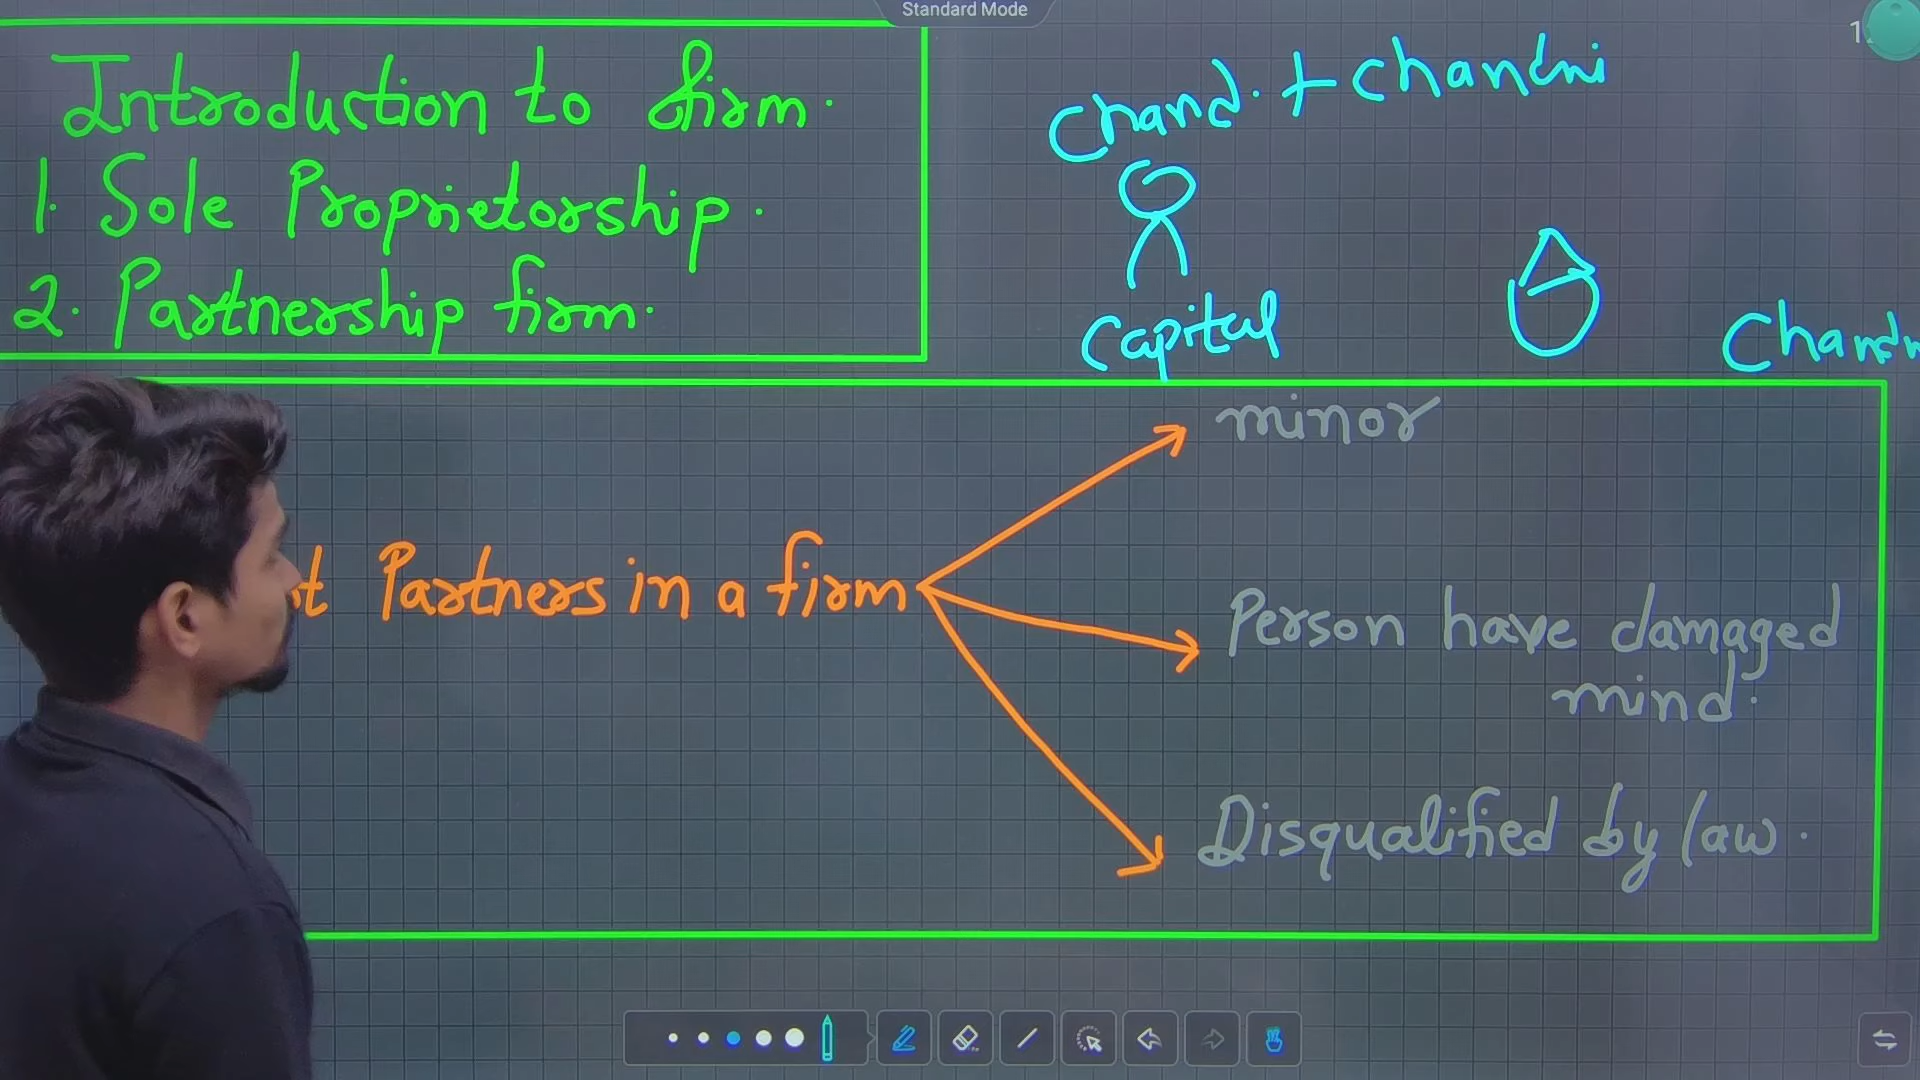 Standard Mode
Introduction to firm.
1. Sole Proprietorship.
2. Partnership firm.
Chand. + Chandni
Capital
Partners in a firm
minor
Person have damaged
mind.
Disqualified by law.